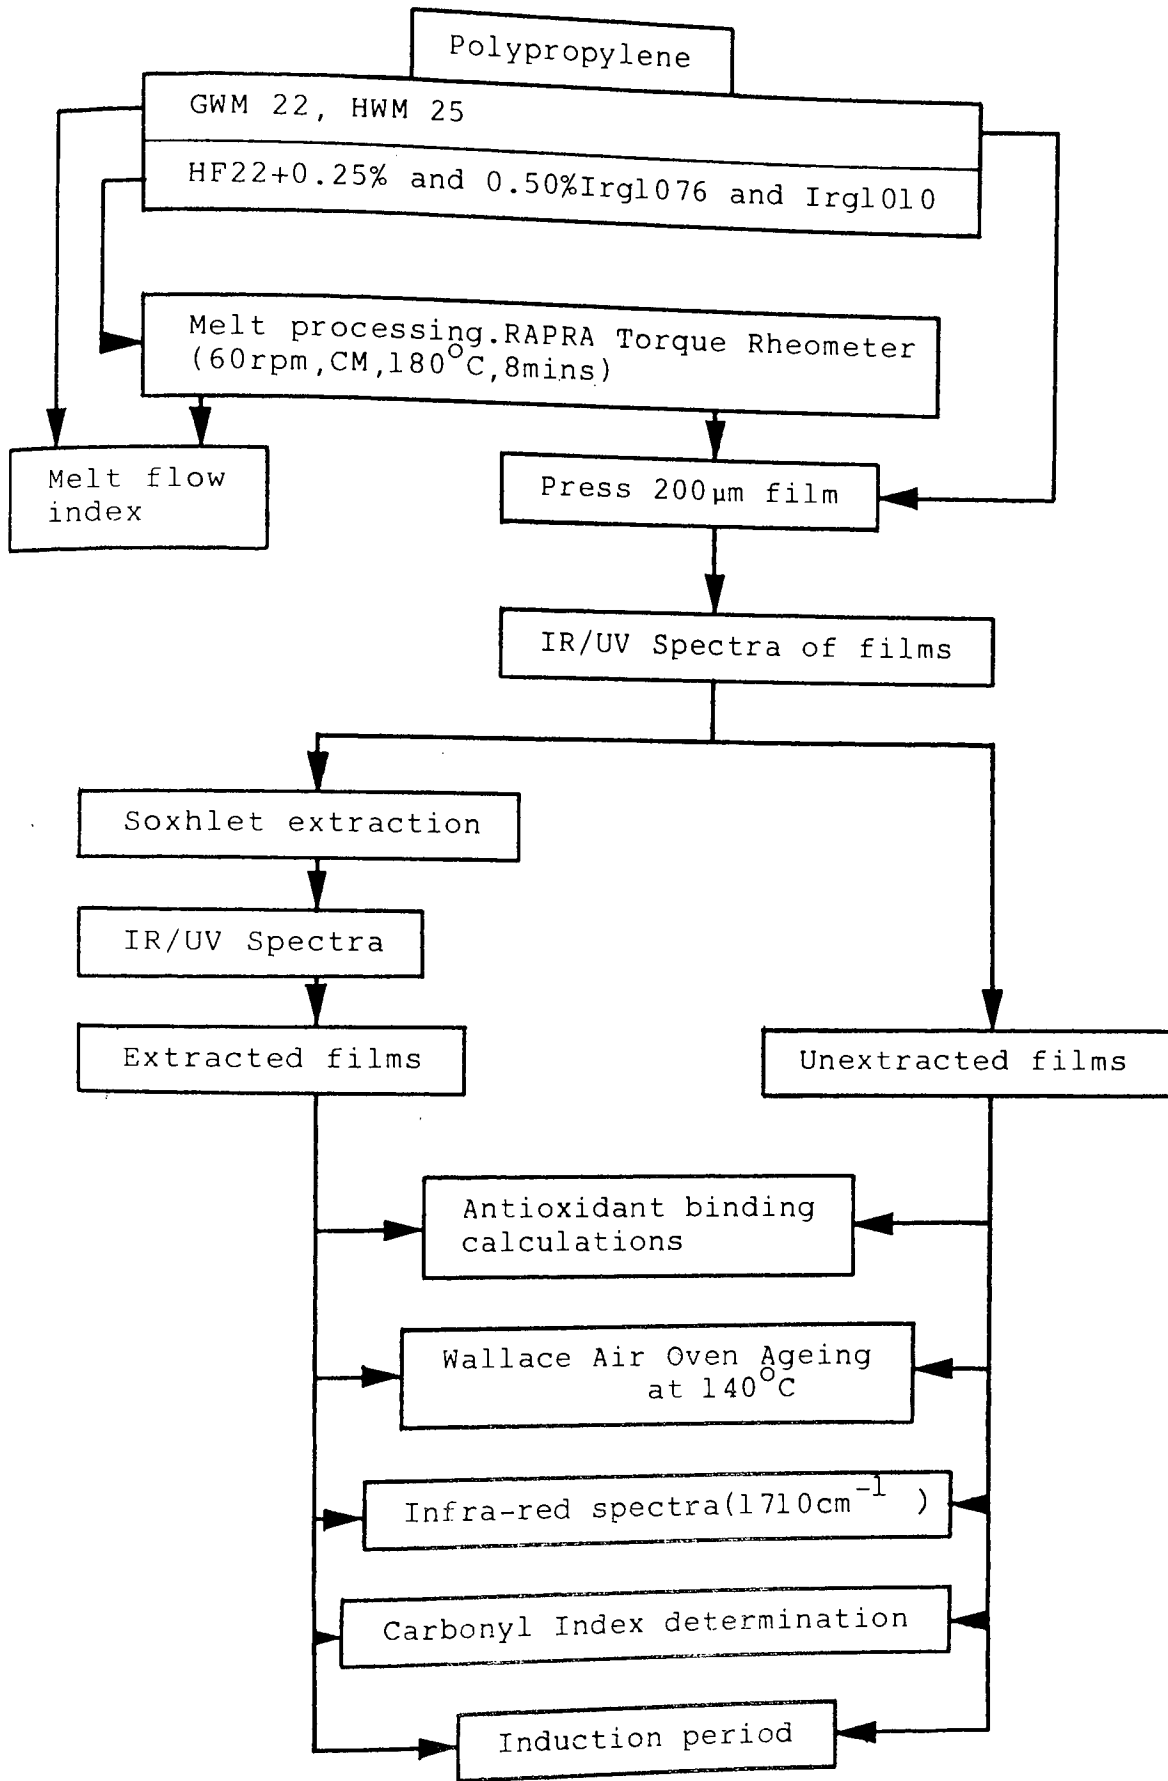 Polypropylene
GWM 22, HWM 25
HF22+0.25% and 0.50%Irg1076 and Irg1010
Melt processing.RAPRA Torque Rheometer
(60rpm,CM,180°C,8mins)
Melt flow
index
Press 200µm film
IR/UV Spectra of films
Soxhlet extraction
IR/UV Spectra
Extracted films
Unextracted films
Antioxidant binding
calculations
Wallace Air Oven Ageing
at 140°C
Infra-red spectra(1710cm⁻¹ )
Carbonyl Index determination
Induction period